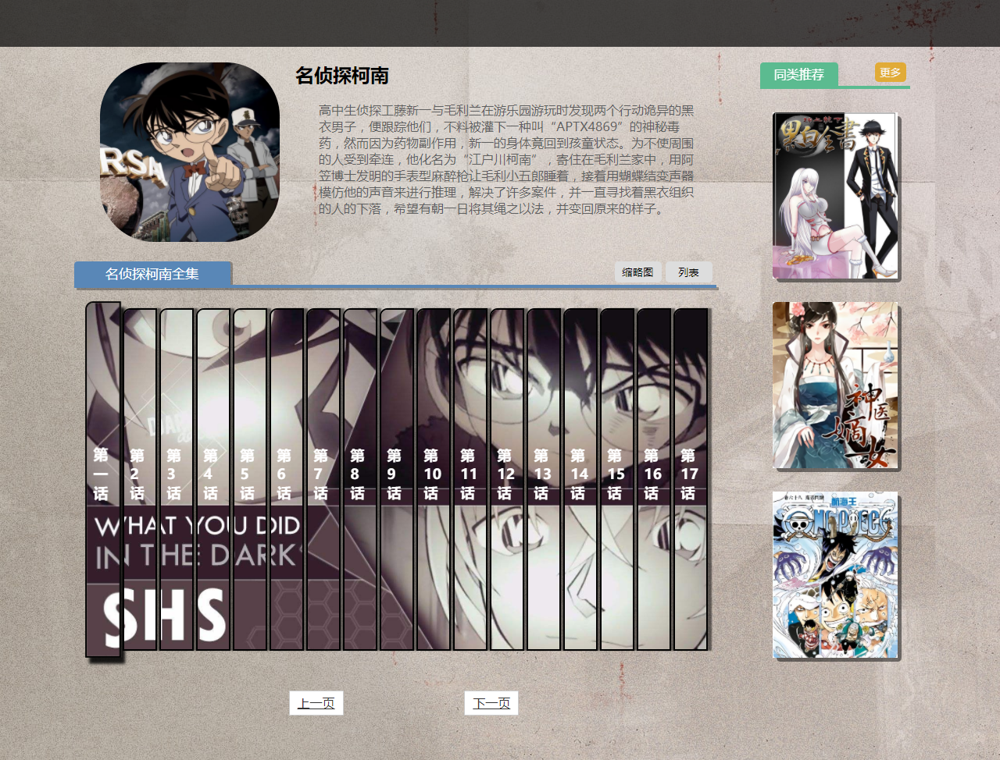 名侦探柯南
高中生侦探工藤新一与毛利兰在游乐园游玩时发现两个行动诡异的黑
衣男子，便跟踪他们，不料被灌下一种叫“APTX4869”的神秘毒
药，然而因为药物副作用，新一的身体竟回到孩童状态。为不使周围
的人受到牵连，他化名为“江户川柯南”，寄住在毛利兰家中，用阿
笠博士发明的手表型麻醉枪让毛利小五郎睡着，接着用蝴蝶结变声器
模仿他的声音来进行推理，解决了许多案件，并一直寻找着黑衣组织
的人的下落，希望有朝一日将其绳之以法，并变回原来的样子。
同类推荐
更多
名侦探柯南全集
缩略图
列表
第一话
第2话
第3话
第4话
第5话
第6话
第7话
第8话
第9话
第10话
第11话
第12话
第13话
第14话
第15话
第16话
第17话
WHAT YOU DID
IN THE DARK
SHS
神医
嫡女
航海王
ONE PIECE
上一页
下一页